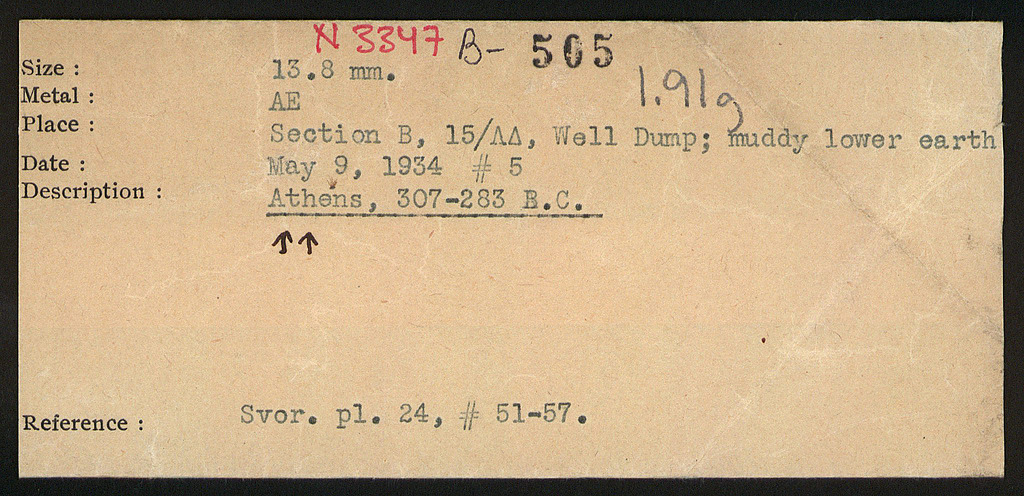 N 3347 B- 505
Size : 13.8 mm.
1.91g
Metal : AE
Place : Section B, 15/ΛΔ, Well Dump; muddy lower earth
Date : May 9, 1934 # 5
Description : Athens, 307-283 B.C.
↑↑
Reference : Svor. pl. 24, # 51-57.